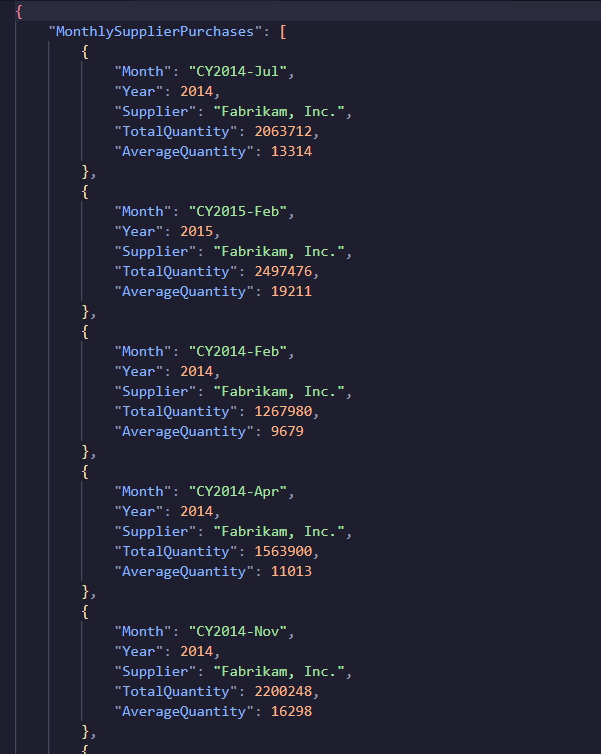 {
    "MonthlySupplierPurchases": [
        {
            "Month": "CY2014-Jul",
            "Year": 2014,
            "Supplier": "Fabrikam, Inc.",
            "TotalQuantity": 2063712,
            "AverageQuantity": 13314
        },
        {
            "Month": "CY2015-Feb",
            "Year": 2015,
            "Supplier": "Fabrikam, Inc.",
            "TotalQuantity": 2497476,
            "AverageQuantity": 19211
        },
        {
            "Month": "CY2014-Feb",
            "Year": 2014,
            "Supplier": "Fabrikam, Inc.",
            "TotalQuantity": 1267980,
            "AverageQuantity": 9679
        },
        {
            "Month": "CY2014-Apr",
            "Year": 2014,
            "Supplier": "Fabrikam, Inc.",
            "TotalQuantity": 1563900,
            "AverageQuantity": 11013
        },
        {
            "Month": "CY2014-Nov",
            "Year": 2014,
            "Supplier": "Fabrikam, Inc.",
            "TotalQuantity": 2200248,
            "AverageQuantity": 16298
        },
        {